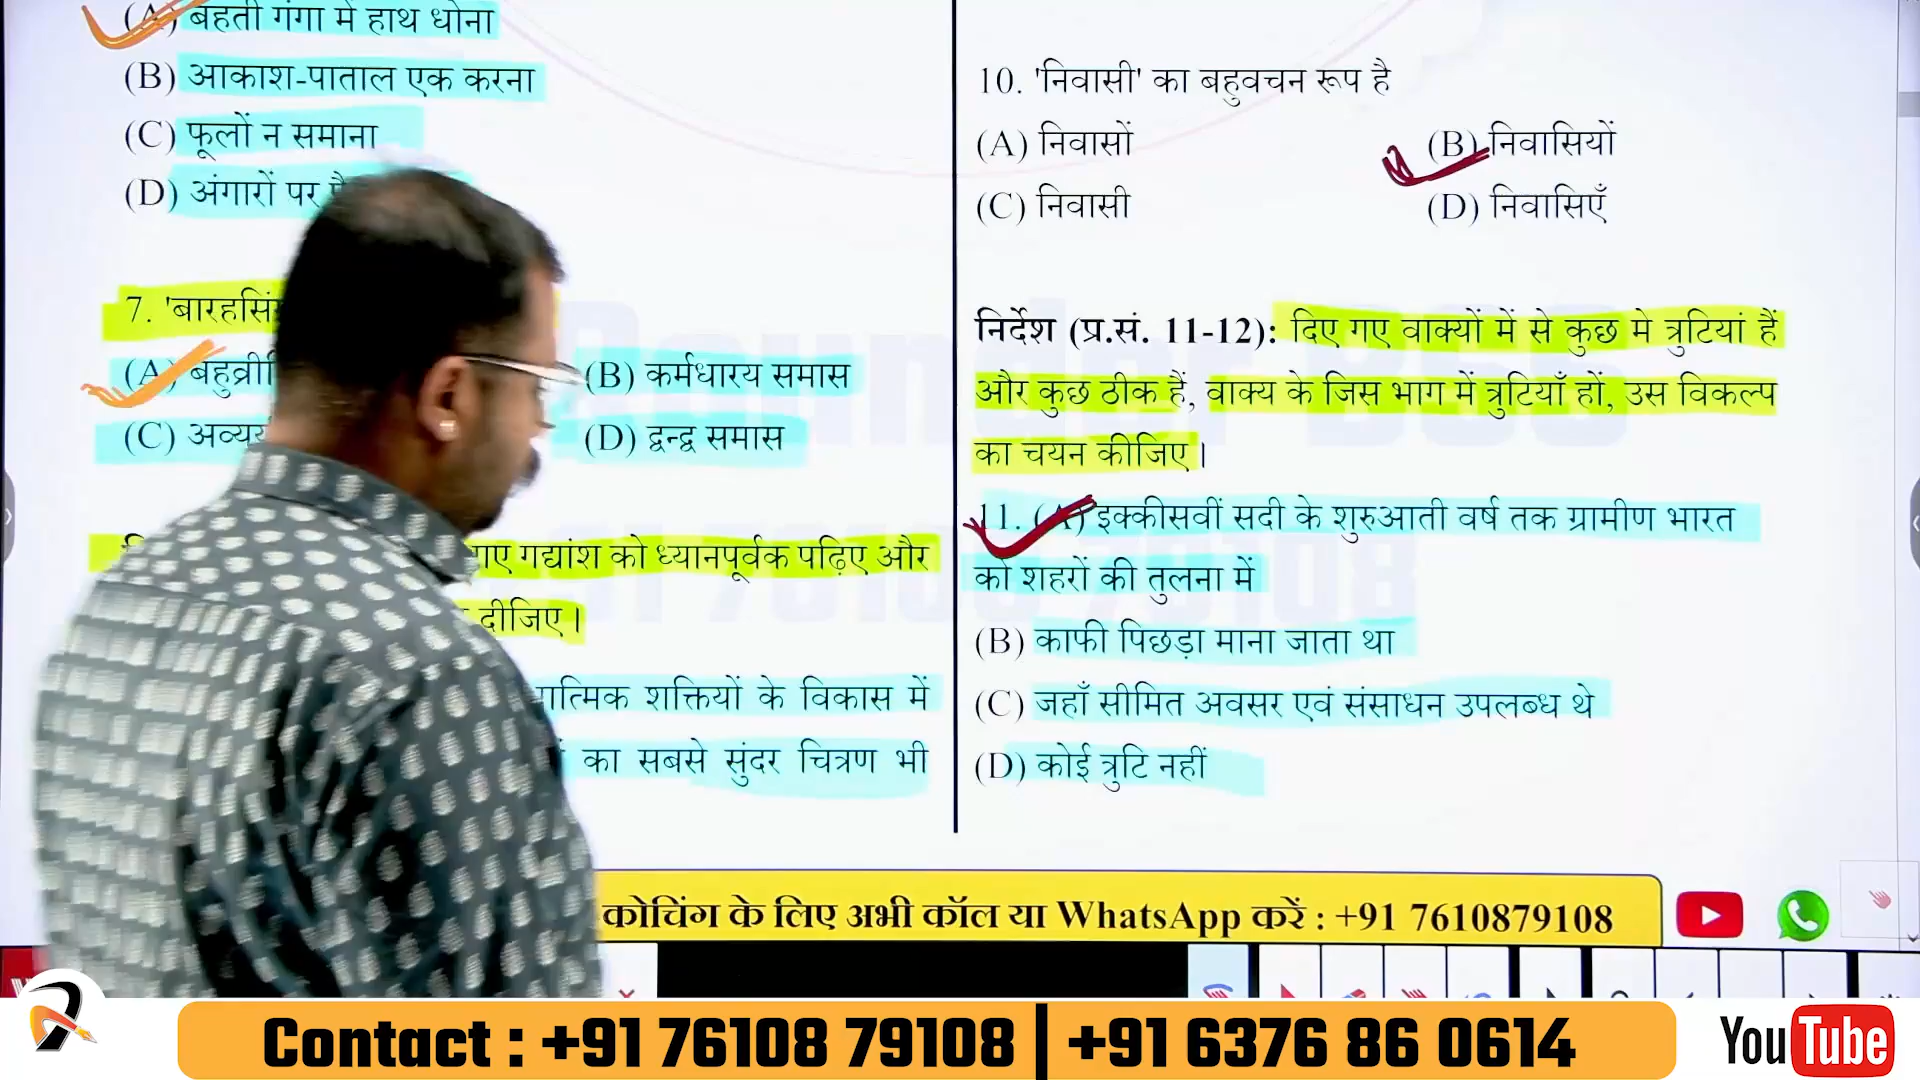 (A) बहती गंगा में हाथ धोना
(B) आकाश-पाताल एक करना
(C) फूलों न समाना
(D) अंगारों पर
7. 'बारहसिं
(A)
(B) कर्मधारय समास
(C)
(D) द्वन्द्व समास
गए गद्यांश को ध्यानपूर्वक पढ़िए और
दीजिए।
शक्तियों के विकास में
का सबसे सुंदर चित्रण भी
10. 'निवासी' का बहुवचन रूप है
(A) निवासों
(B) निवासियों
(C) निवासी
(D) निवासिएँ
निर्देश (प्र.सं. 11-12): दिए गए वाक्यों में से कुछ मे त्रुटियां हैं
और कुछ ठीक हैं, वाक्य के जिस भाग में त्रुटियाँ हों, उस विकल्प
का चयन कीजिए।
11. (A) इक्कीसवीं सदी के शुरुआती वर्ष तक ग्रामीण भारत
को शहरों की तुलना में
(B) काफी पिछड़ा माना जाता था
(C) जहाँ सीमित अवसर एवं संसाधन उपलब्ध थे
(D) कोई त्रुटि नहीं
कोचिंग के लिए अभी कॉल या WhatsApp करें : +91 7610879108
Contact : +91 76108 79108 | +91 6376 86 0614
YouTube